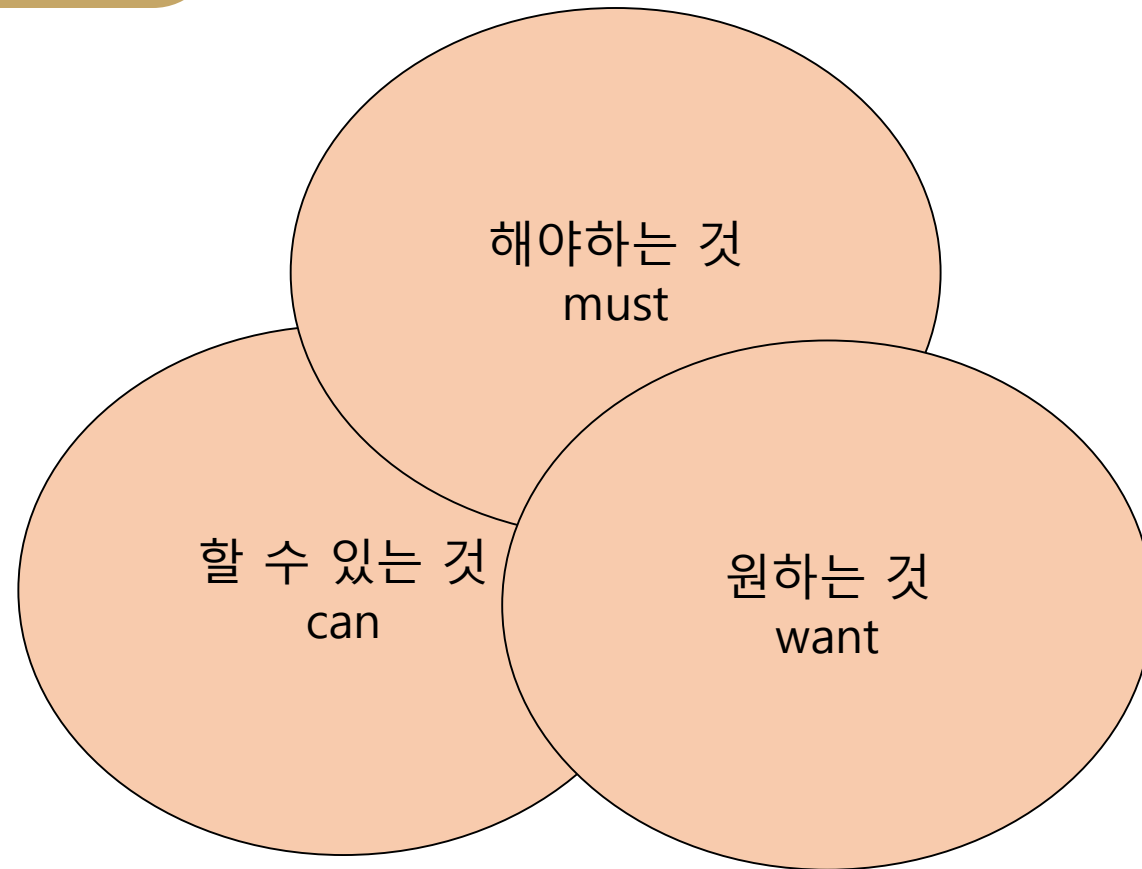 해야하는 것
must
할 수 있는 것
can
원하는 것
want